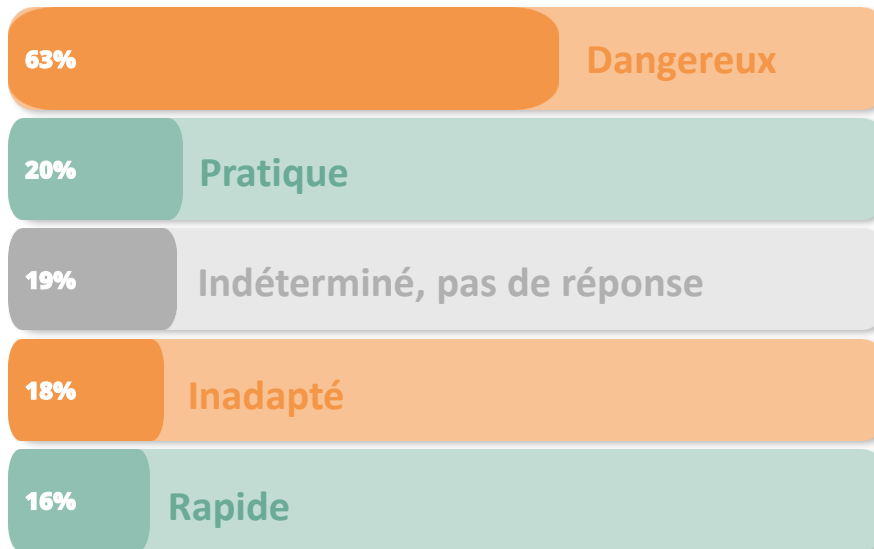 63% Dangereux
20% Pratique
19% Indéterminé, pas de réponse
18% Inadapté
16% Rapide